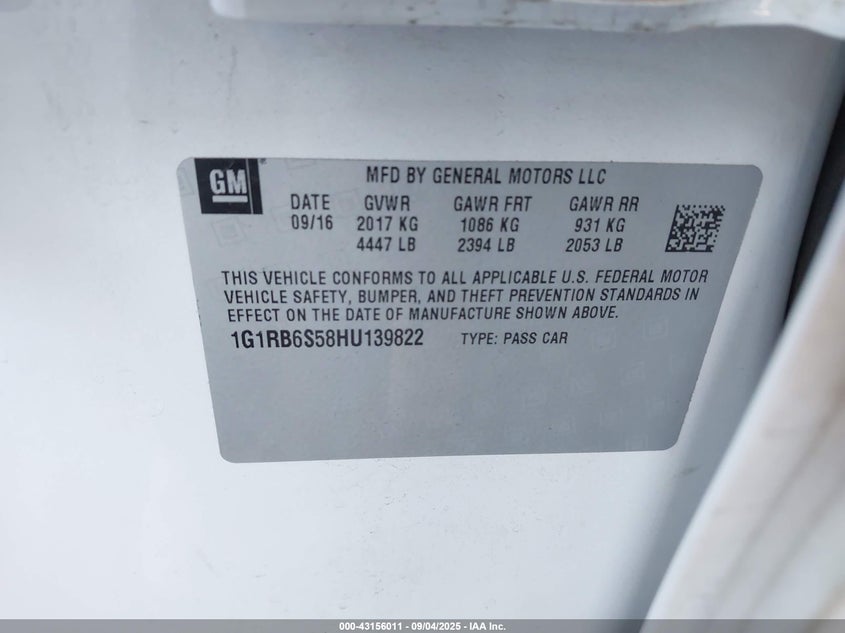 GM
MFD BY GENERAL MOTORS LLC
DATE GVWR GAWR FRT GAWR RR
09/16 2017 KG 1086 KG 931 KG
4447 LB 2394 LB 2053 LB
THIS VEHICLE CONFORMS TO ALL APPLICABLE U.S. FEDERAL MOTOR
VEHICLE SAFETY, BUMPER, AND THEFT PREVENTION STANDARDS IN
EFFECT ON THE DATE OF MANUFACTURE SHOWN ABOVE.
1G1RB6S58HU139822 TYPE: PASS CAR
000-43156011 - 09/04/2025 - IAA Inc.